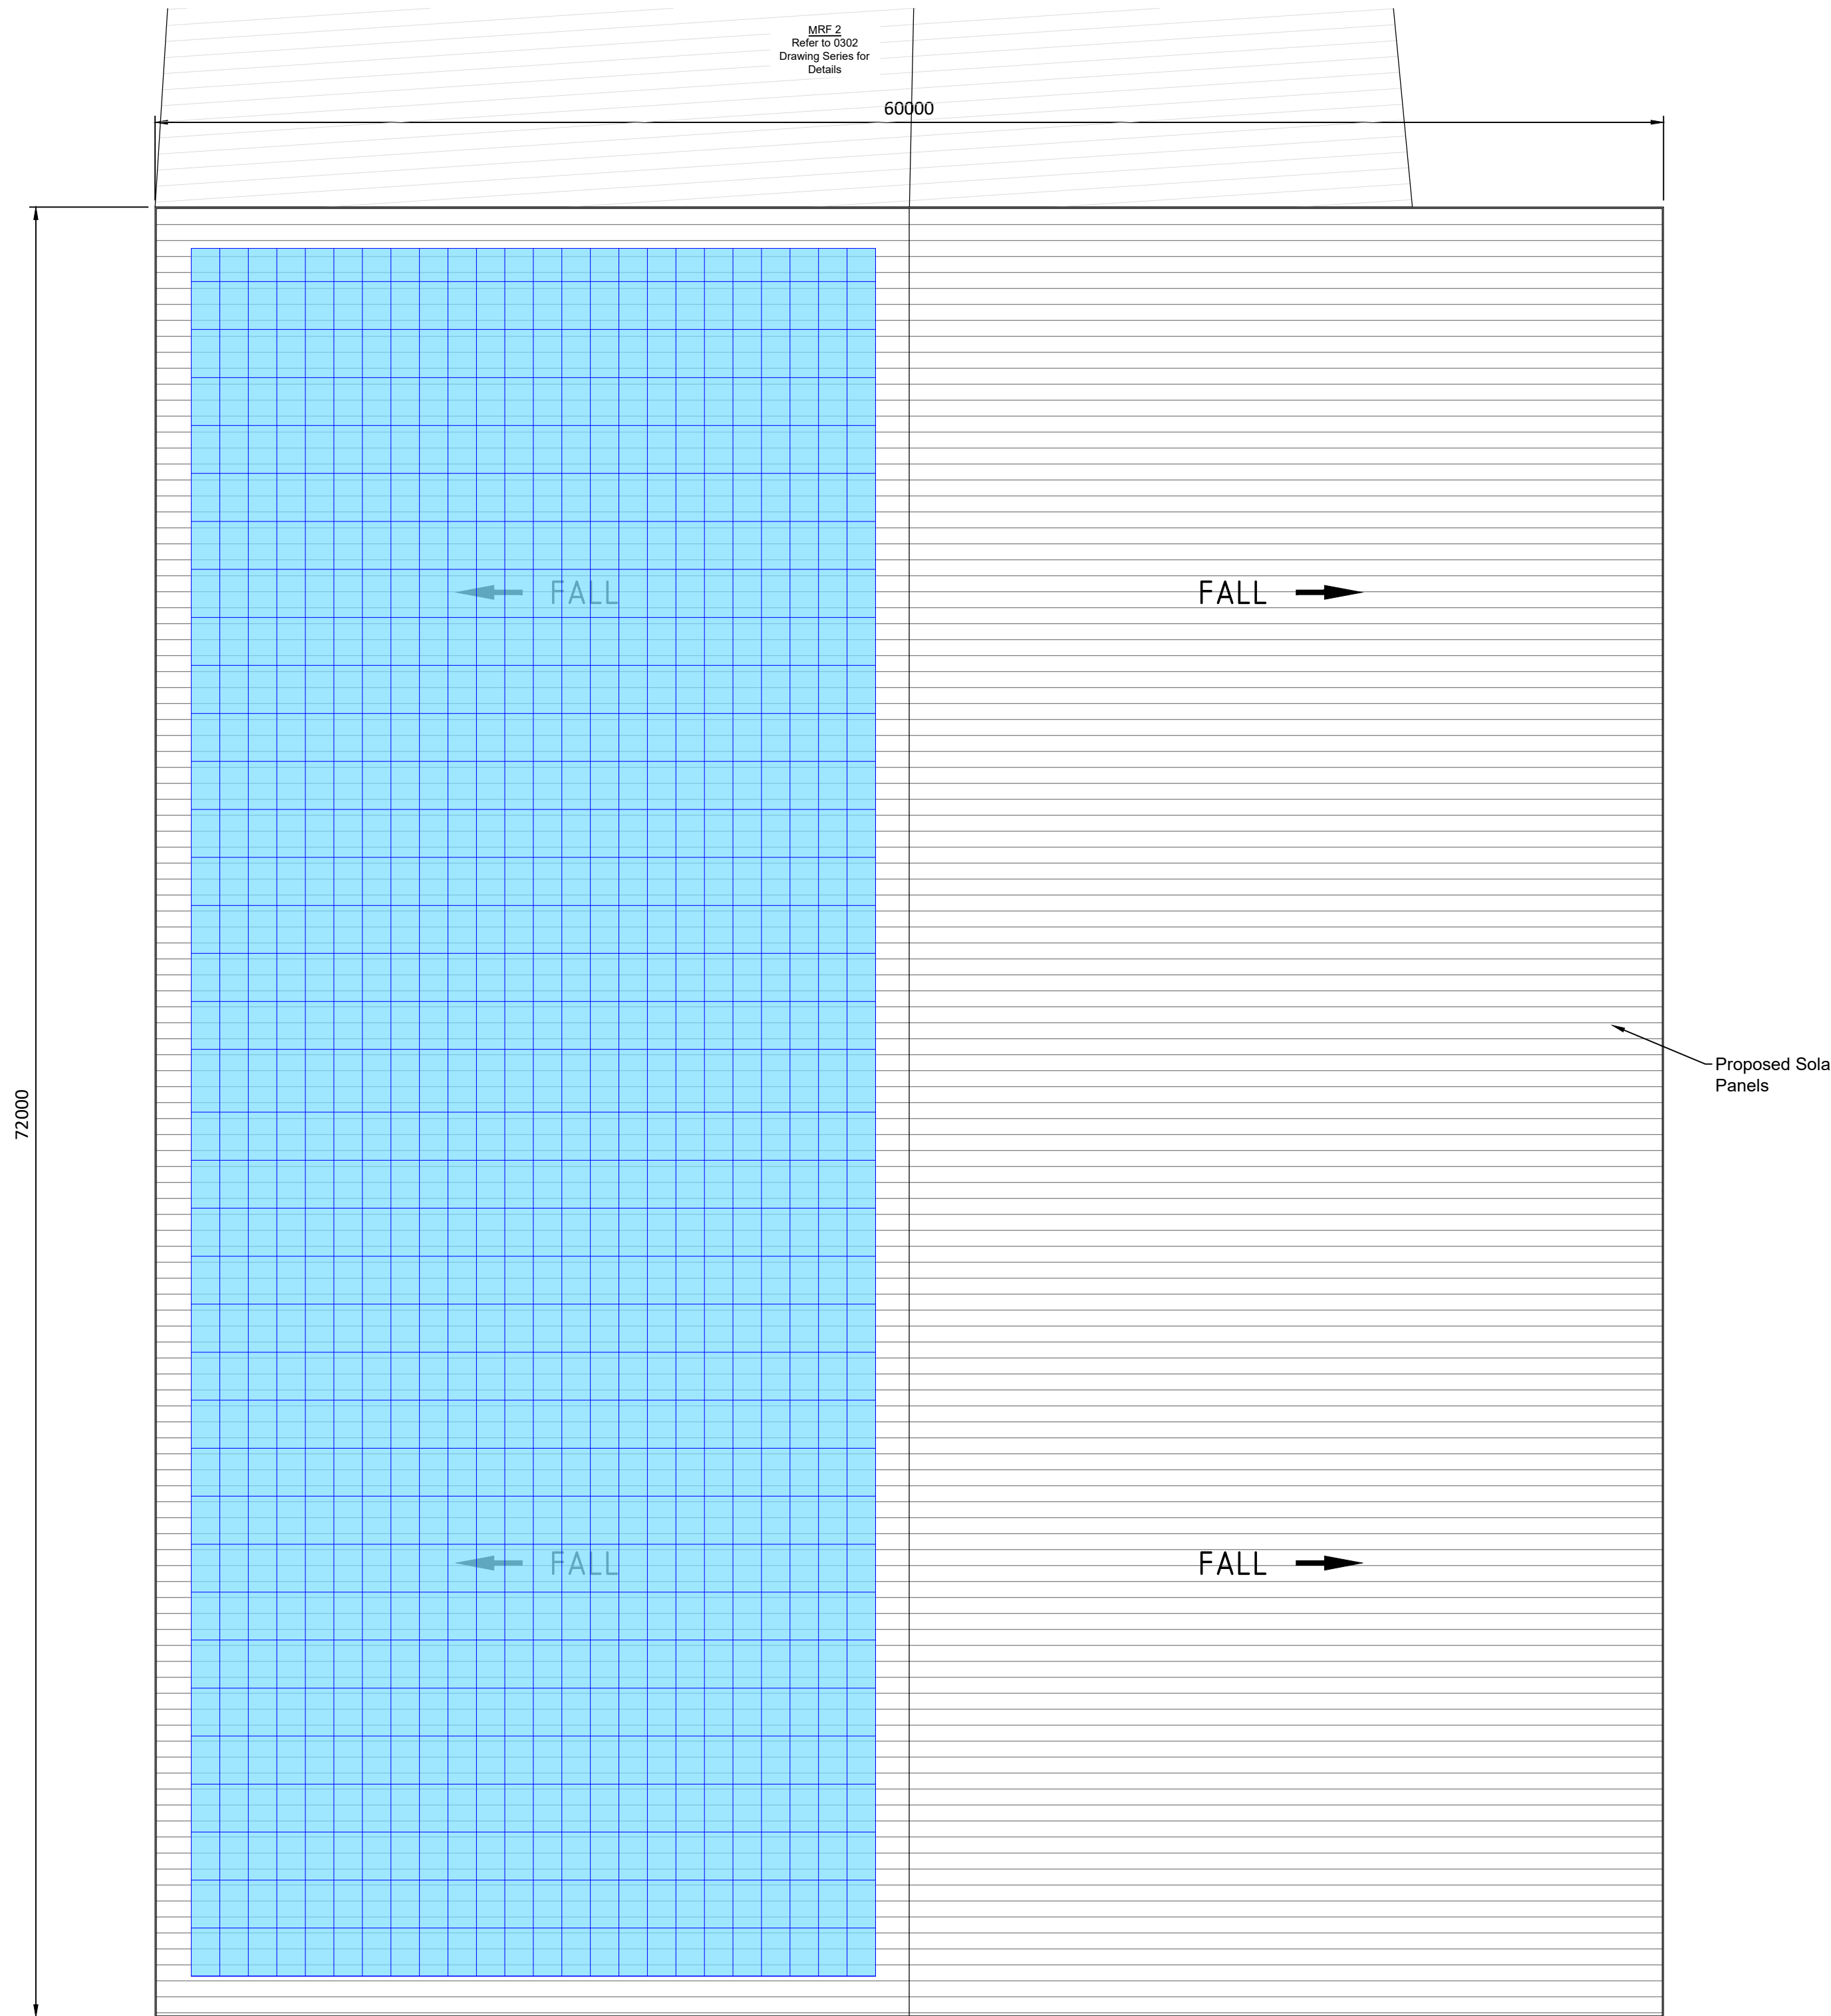 MRF 2
Refer to 0302
Drawing Series for
Details
60000
72000
FALL
FALL
Proposed Sola
Panels
FALL
FALL